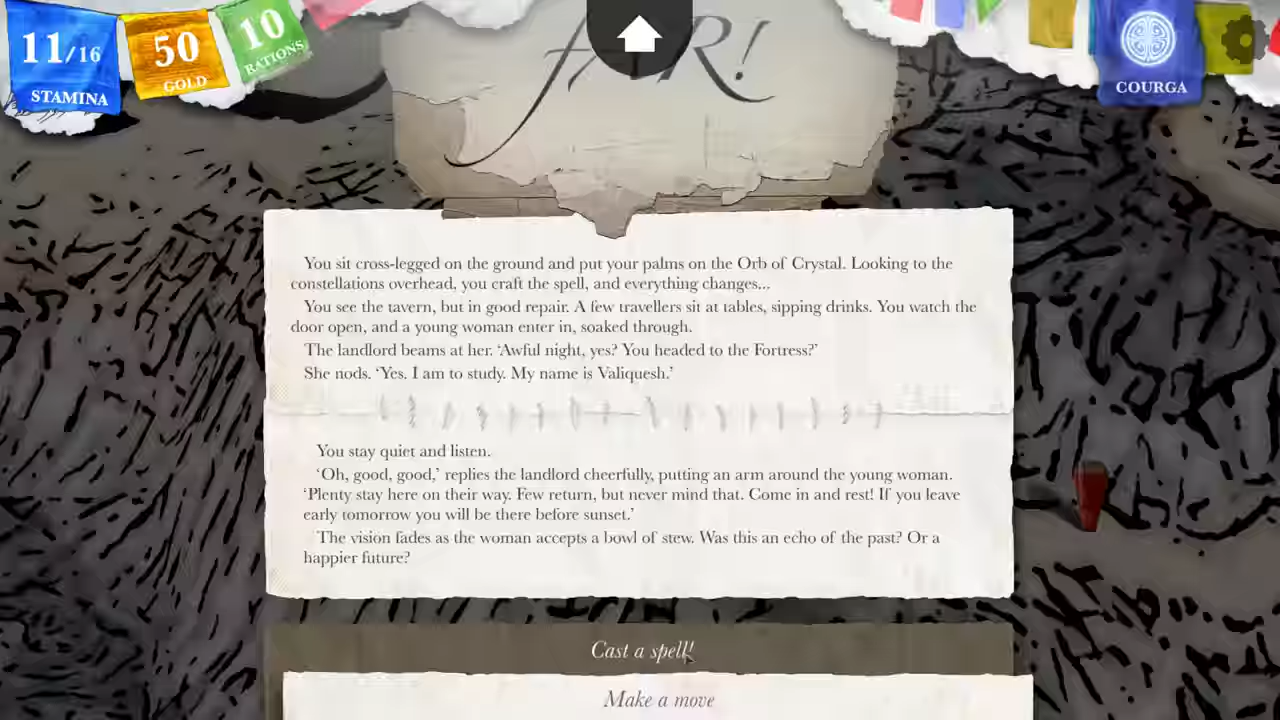 11/16
STAMINA
50
GOLD
10
RATIONS
COURGA
You sit cross-legged on the ground and put your palms on the Orb of Crystal. Looking to the
constellations overhead, you craft the spell, and everything changes...
You see the tavern, but in good repair. A few travellers sit at tables, sipping drinks. You watch the
door open, and a young woman enter in, soaked through.
The landlord beams at her. ‘Awful night, yes? You headed to the Fortress?’
She nods. ‘Yes. I am to study. My name is Valiquesh.’
You stay quiet and listen.
‘Oh, good, good,’ replies the landlord cheerfully, putting an arm around the young woman.
‘Plenty stay here on their way. Few return, but never mind that. Come in and rest! If you leave
early tomorrow you will be there before sunset.’
The vision fades as the woman accepts a bowl of stew. Was this an echo of the past? Or a
happier future?
Cast a spell!
Make a move